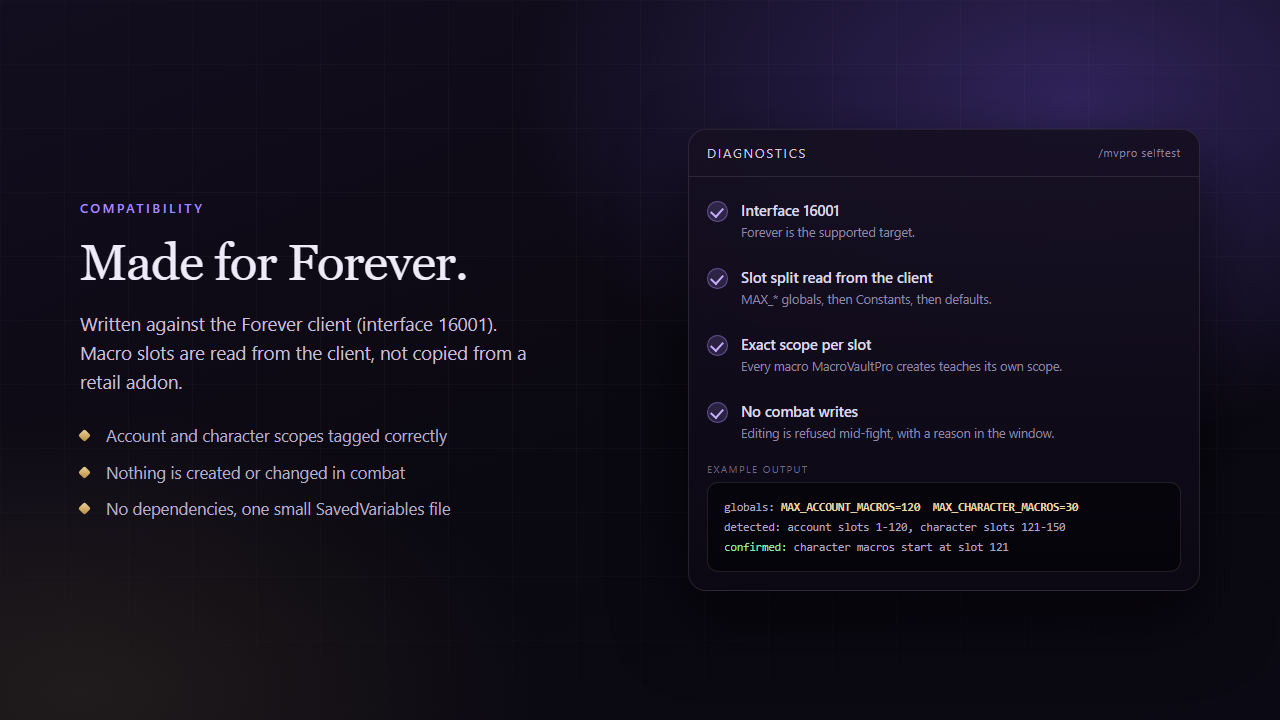 COMPATIBILITY
Made for Forever.
Written against the Forever client (interface 16001).
Macro slots are read from the client, not copied from a
retail addon.
Account and character scopes tagged correctly
Nothing is created or changed in combat
No dependencies, one small SavedVariables file
DIAGNOSTICS
/mvpro selftest
Interface 16001
Forever is the supported target.
Slot split read from the client
MAX_* globals, then Constants, then defaults.
Exact scope per slot
Every macro MacroVaultPro creates teaches its own scope.
No combat writes
Editing is refused mid-fight, with a reason in the window.
EXAMPLE OUTPUT
globals: MAX_ACCOUNT_MACROS=120  MAX_CHARACTER_MACROS=30
detected: account slots 1-120, character slots 121-150
confirmed: character macros start at slot 121